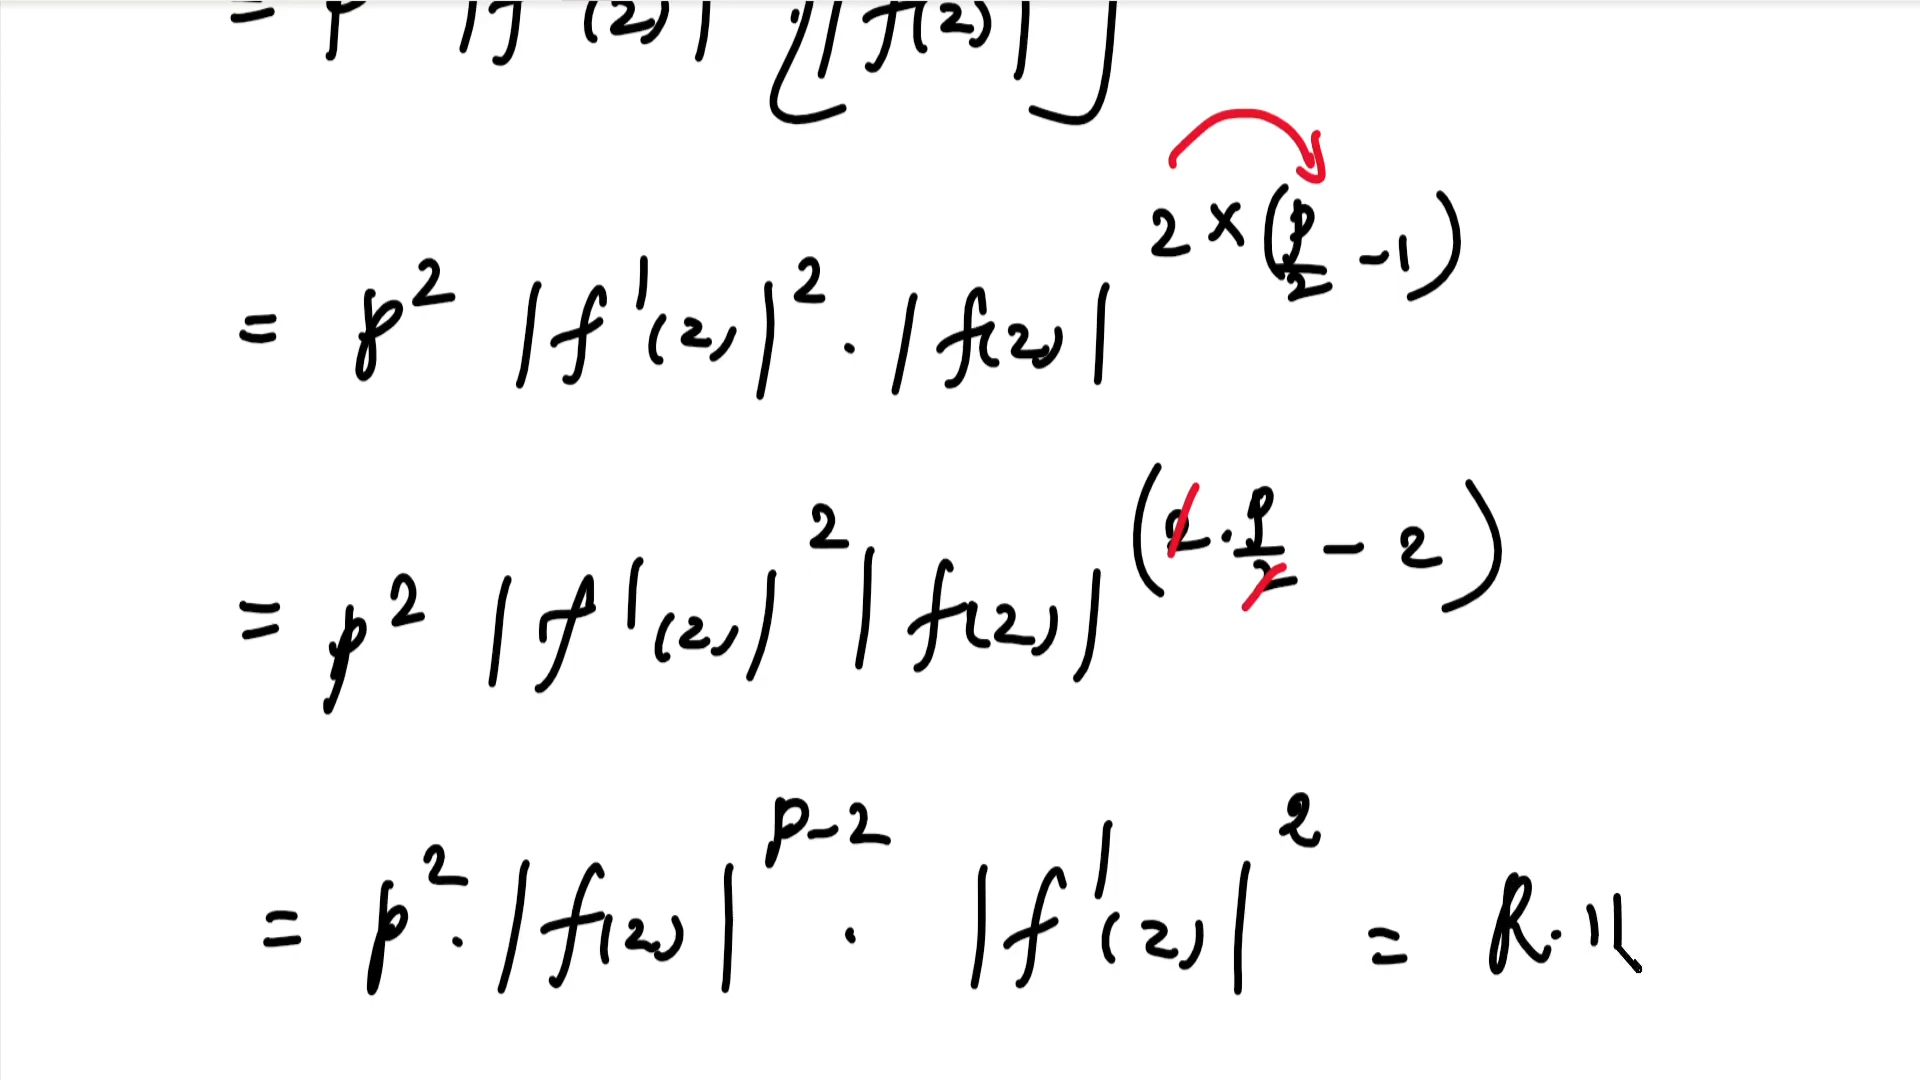 = p |f'(z)| [|f(z)|]
= p² |f'(z)|² . |f(z)|^{2×(p/2 -1)}
= p² |f'(z)|² |f(z)|^{(2.p/2 - 2)}
= p² . |f(z)|^{p-2} . |f'(z)|² = R.H